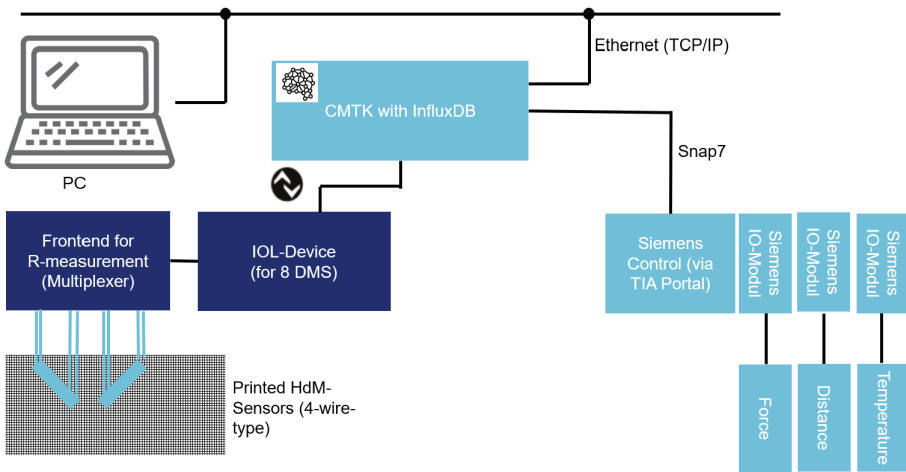 Ethernet (TCP/IP)
CMTK with InfluxDB
Snap7
PC
Frontend for
R-measurement
(Multiplexer)
IOL-Device
(for 8 DMS)
Siemens
Control (via
TIA Portal)
Siemens
IO-Modul
Siemens
IO-Modul
Siemens
IO-Modul
Printed HdM-
Sensors (4-wire-
type)
Force
Distance
Temperature